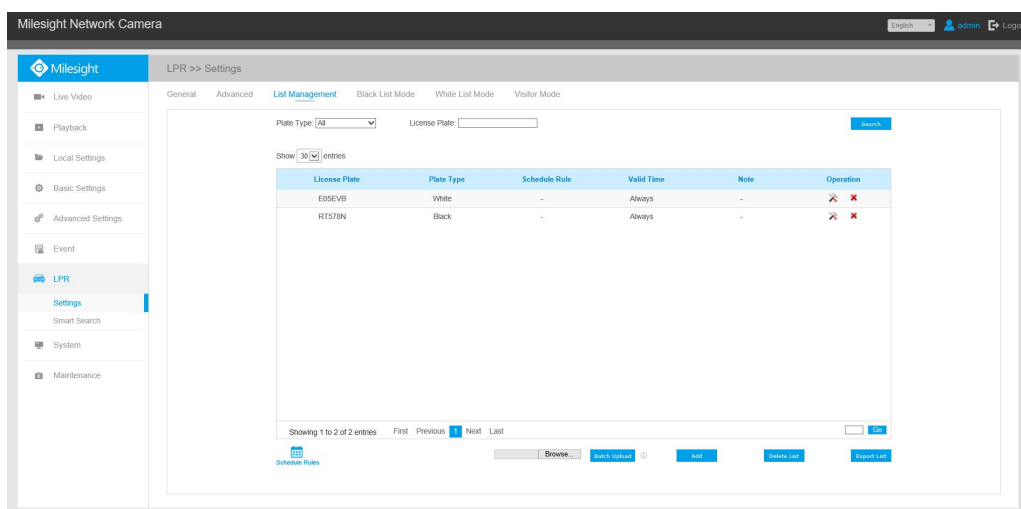 Milesight Network Camera
English admin Logo
Milesight
LPR >> Settings
Live Video
Playback
Local Settings
Basic Settings
Advanced Settings
Event
LPR
Settings
Smart Search
System
Maintenance
General Advanced List Management Black List Mode White List Mode Visitor Mode
Plate Type: All License Plate: Search
Show 30 entries
License Plate Plate Type Schedule Rule Valid Time Note Operation
E05EVB White - Always -
RT578N Black - Always -
Showing 1 to 2 of 2 entries First Previous 1 Next Last Go
Schedule Rules Browse... Batch Upload Add Delete List Export List